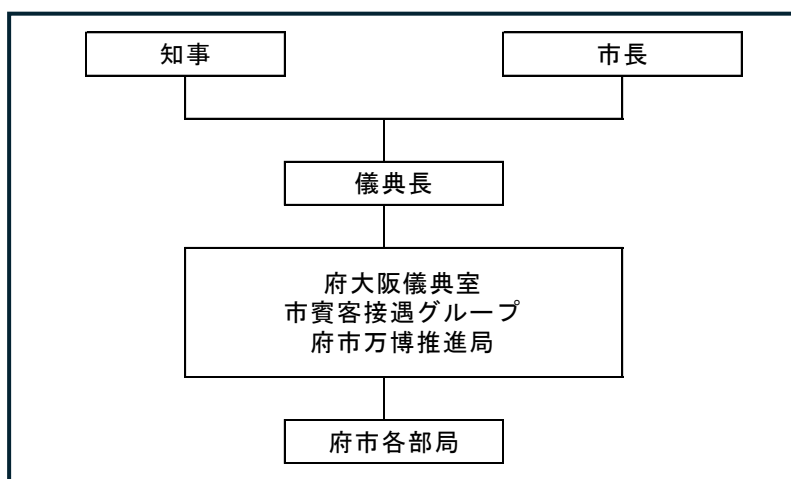 知事
市長
儀典長
府大阪儀典室
市賓客接遇グループ
府市万博推進局
府市各部局